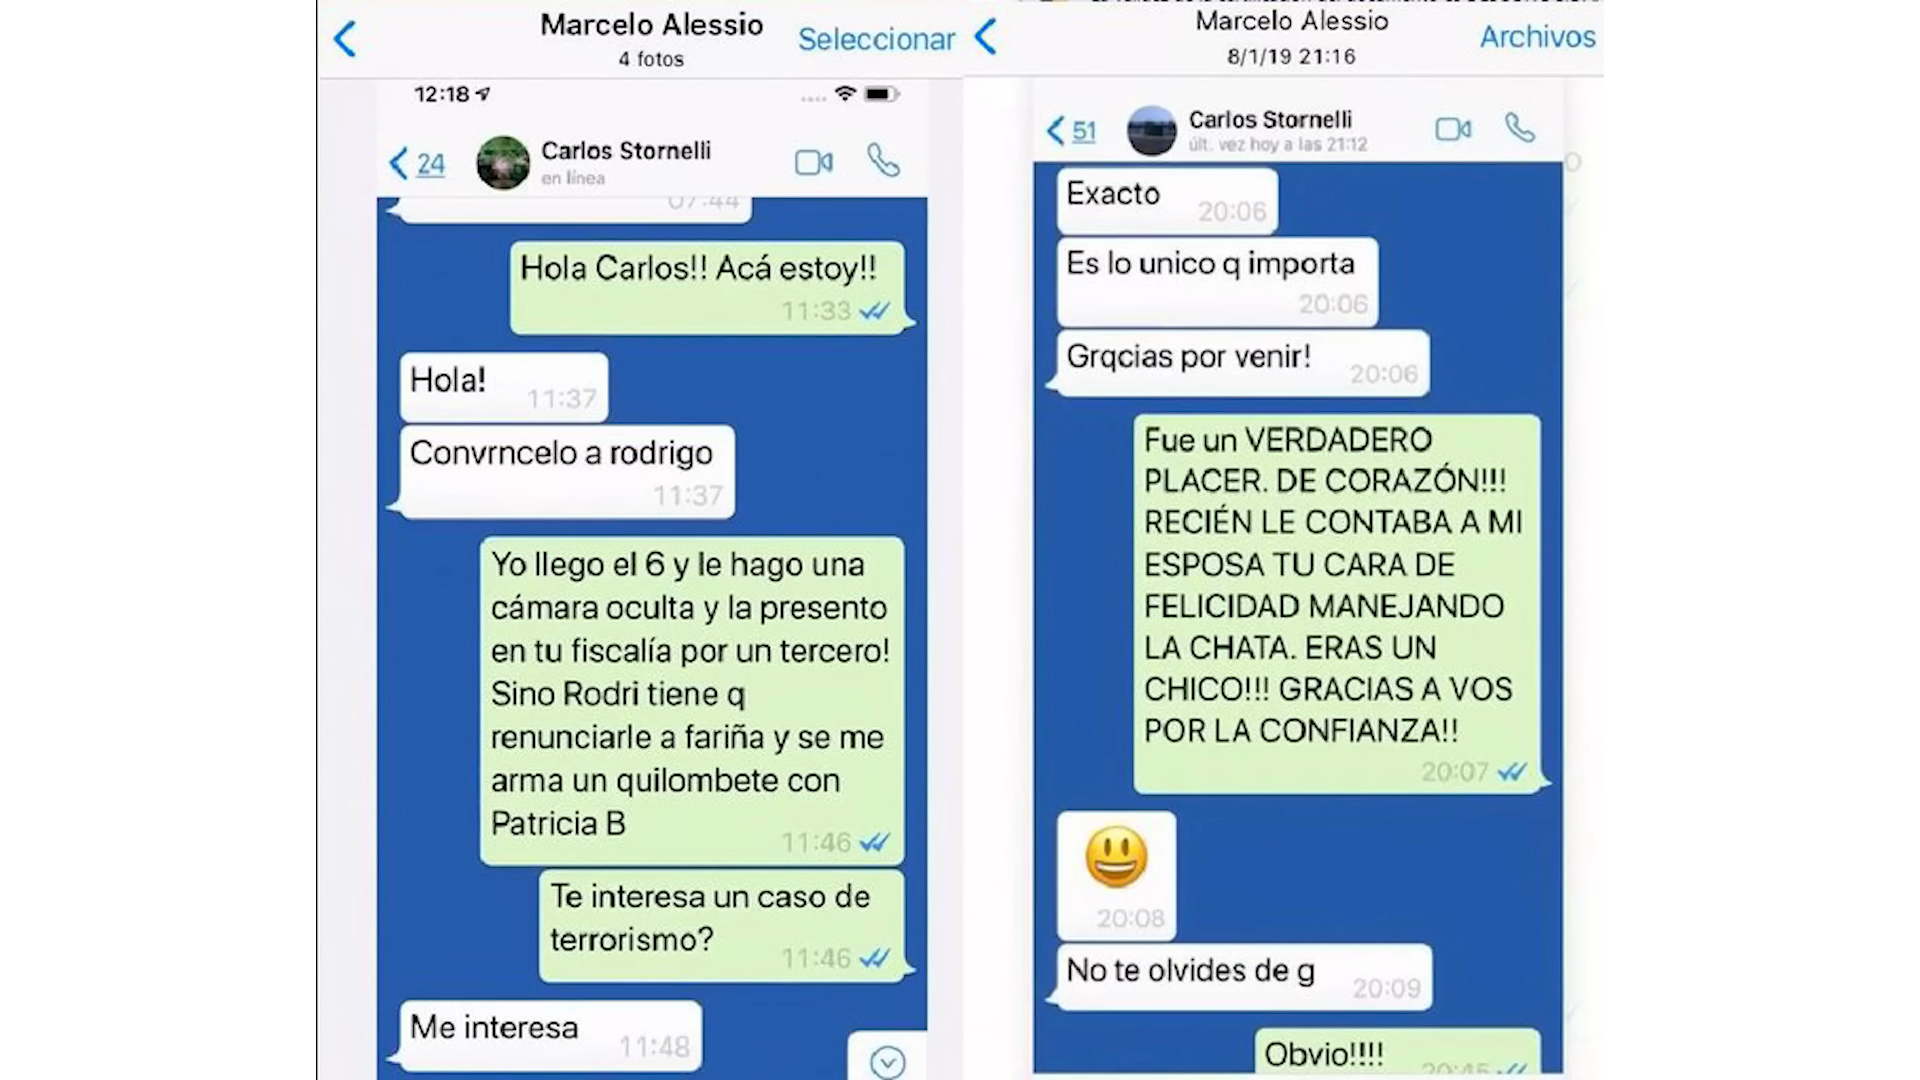 Marcelo Alessio
4 fotos
Seleccionar
12:18
24
Carlos Stornelli
en línea
07:44
Hola Carlos!! Acá estoy!!
11:33
Hola!
11:37
Convrncelo a rodrigo
11:37
Yo llego el 6 y le hago una
cámara oculta y la presento
en tu fiscalía por un tercero!
Sino Rodri tiene q
renunciarle a fariña y se me
arma un quilombete con
Patricia B
11:46
Te interesa un caso de
terrorismo?
11:46
Me interesa
11:48
Marcelo Alessio
8/1/19 21:16
Archivos
51
Carlos Stornelli
últ. vez hoy a las 21:12
Exacto
20:06
Es lo unico q importa
20:06
Grqcias por venir!
20:06
Fue un VERDADERO
PLACER. DE CORAZÓN!!!
RECIÉN LE CONTABA A MI
ESPOSA TU CARA DE
FELICIDAD MANEJANDO
LA CHATA. ERAS UN
CHICO!!! GRACIAS A VOS
POR LA CONFIANZA!!
20:07
20:08
No te olvides de g
20:09
Obvio!!!!
20:45